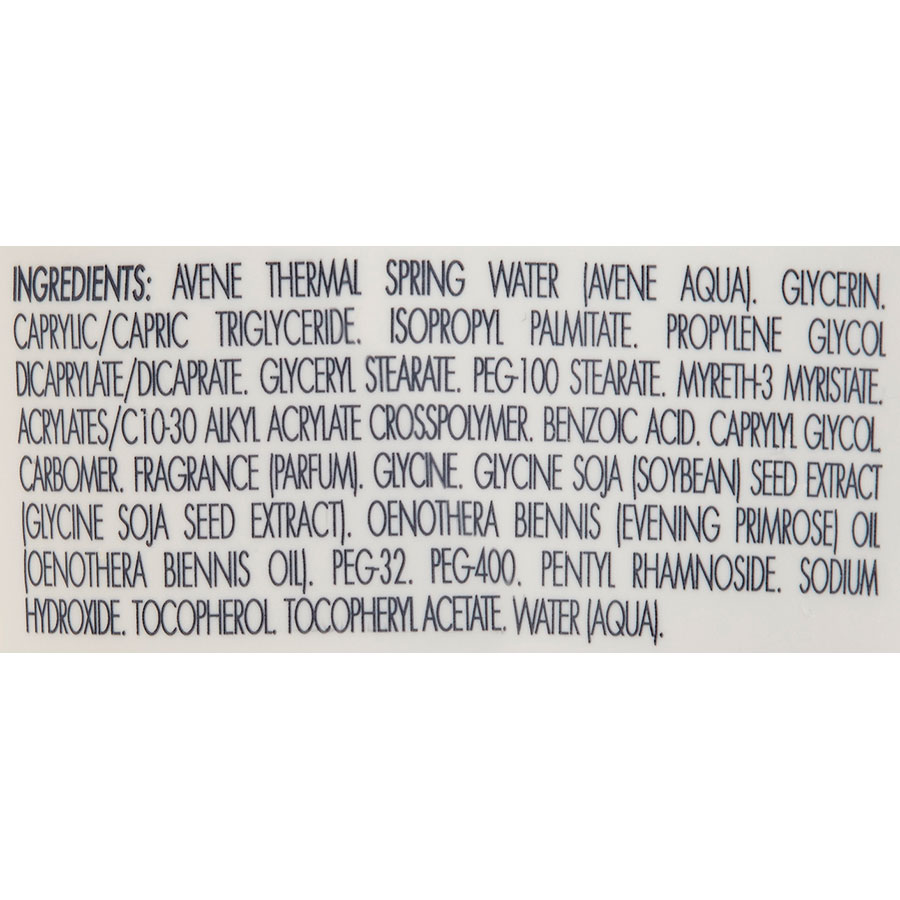 INGREDIENTS: AVENE THERMAL SPRING WATER (AVENE AQUA). GLYCERIN.
CAPRYLIC/CAPRIC TRIGLYCERIDE. ISOPROPYL PALMITATE. PROPYLENE GLYCOL
DICAPRYLATE/DICAPRATE. GLYCERYL STEARATE. PEG-100 STEARATE. MYRETH-3 MYRISTATE.
ACRYLATES/C10-30 ALKYL ACRYLATE CROSSPOLYMER. BENZOIC ACID. CAPRYLYL GLYCOL.
CARBOMER. FRAGRANCE (PARFUM). GLYCINE. GLYCINE SOJA (SOYBEAN) SEED EXTRACT
(GLYCINE SOJA SEED EXTRACT). OENOTHERA BIENNIS (EVENING PRIMROSE) OIL
(OENOTHERA BIENNIS OIL). PEG-32. PEG-400. PENTYL RHAMNOSIDE. SODIUM
HYDROXIDE. TOCOPHEROL. TOCOPHERYL ACETATE. WATER (AQUA).